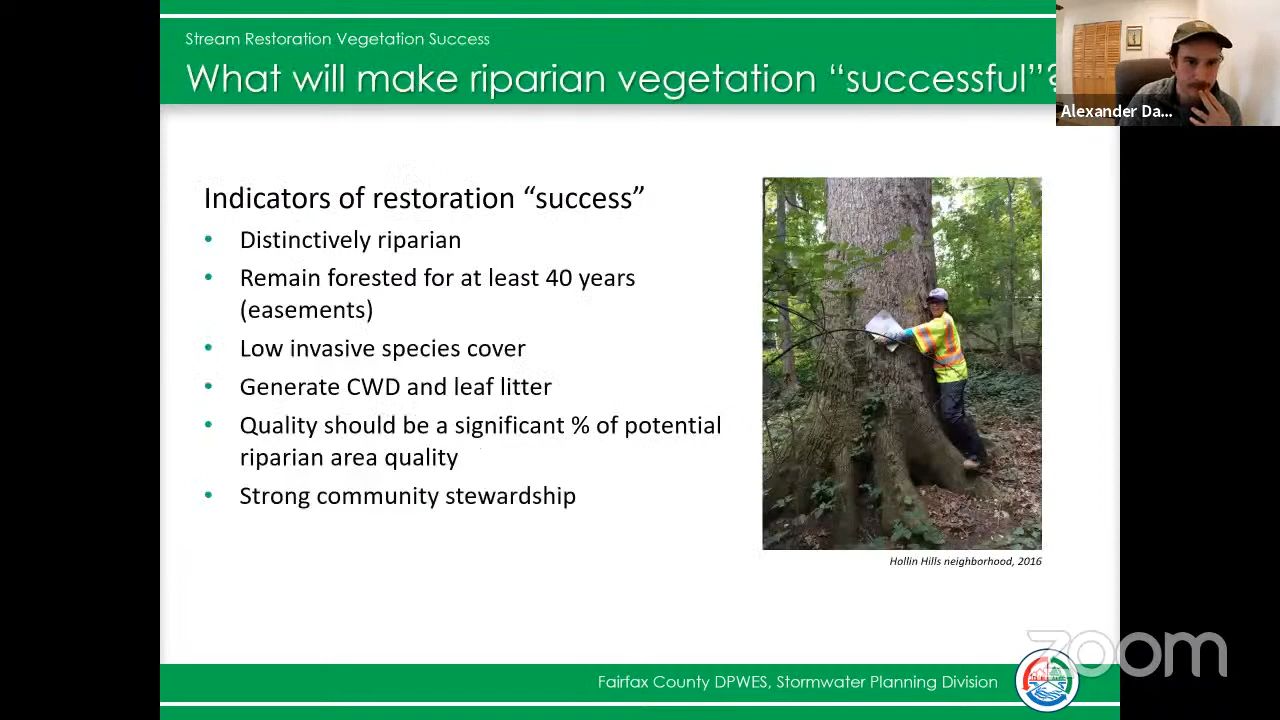 Stream Restoration Vegetation Success
What will make riparian vegetation “successful”?
Alexander Da...
Indicators of restoration “success”
• Distinctively riparian
• Remain forested for at least 40 years
(easements)
• Low invasive species cover
• Generate CWD and leaf litter
• Quality should be a significant % of potential
riparian area quality
• Strong community stewardship
Hollin Hills neighborhood, 2016
zoom
Fairfax County DPWES, Stormwater Planning Division